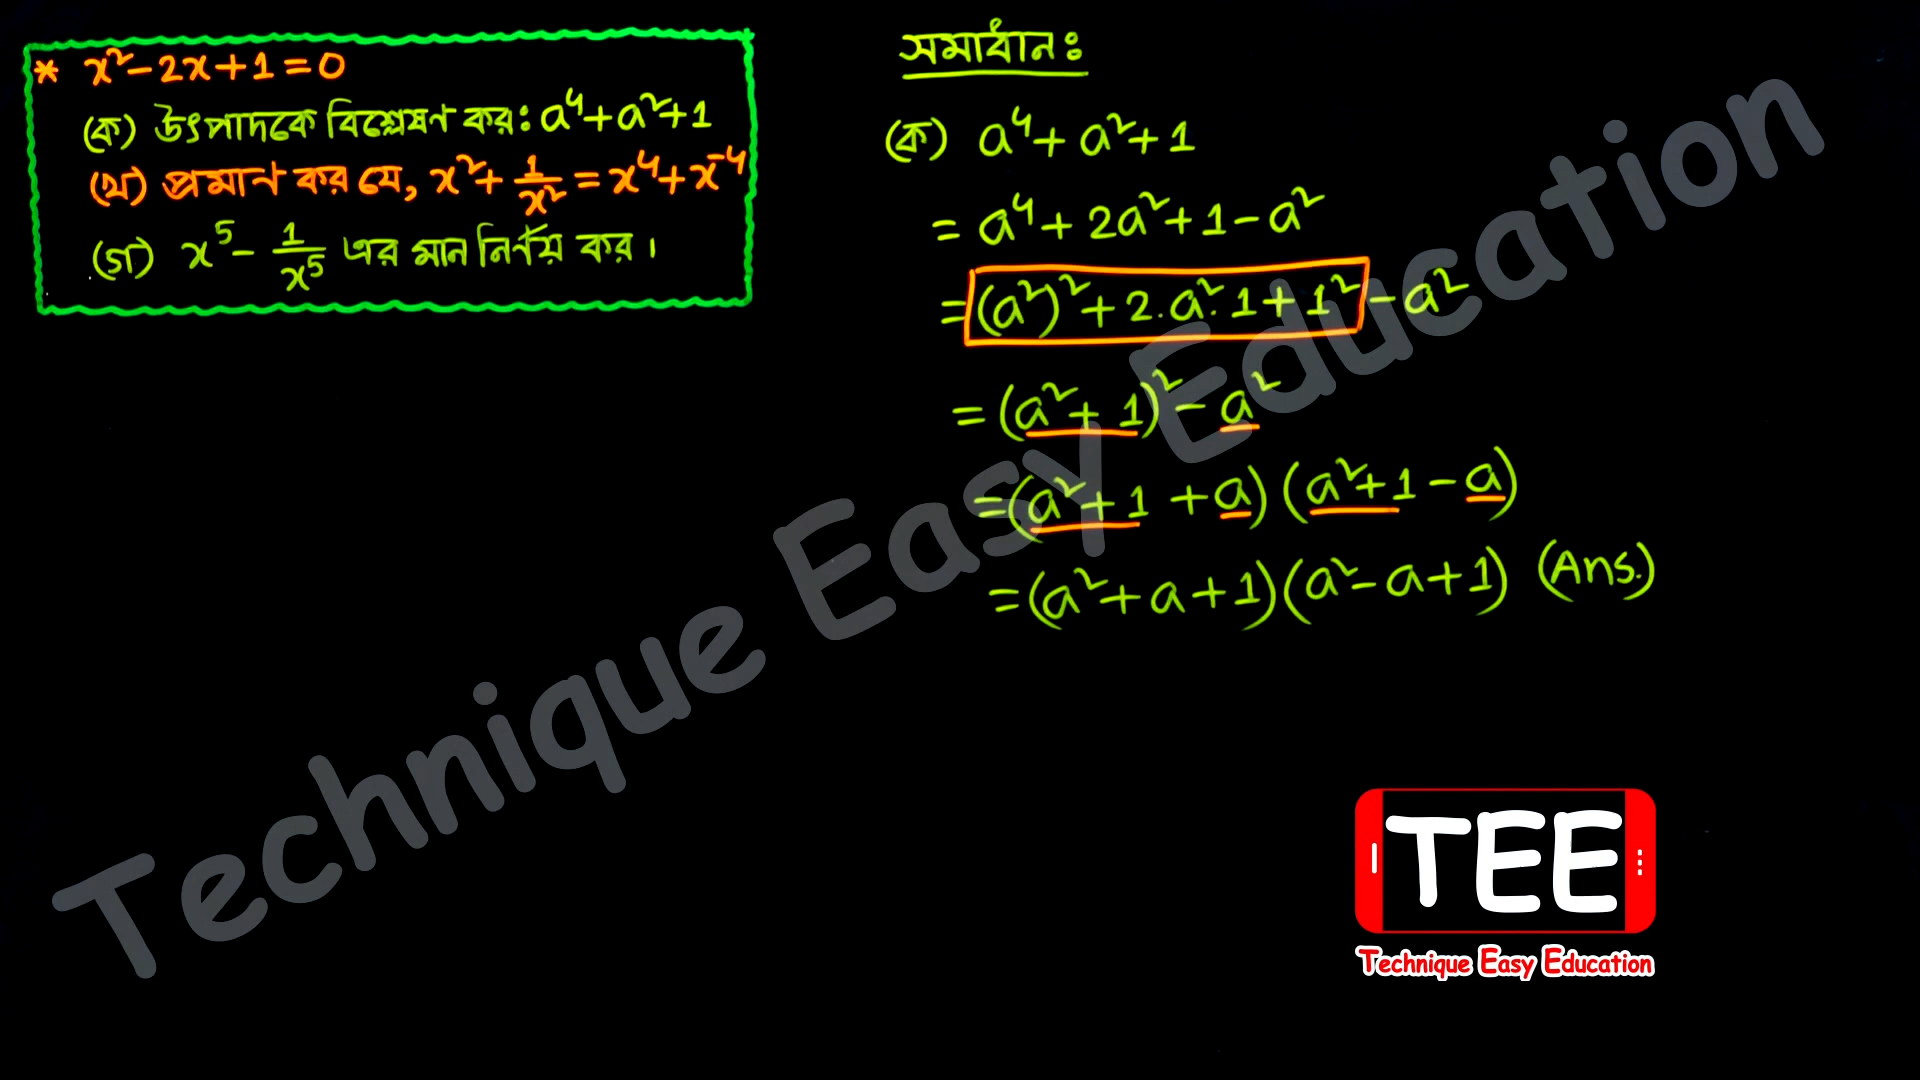 * x²-2x+1=0
(ক) উৎপাদকে বিশ্লেষণ কর: a⁴+a²+1
(খ) প্রমাণ কর যে, x²+1/x²=x⁴+x⁻⁴
(গ) x⁵-1/x⁵ এর মান নির্ণয় কর।
সমাধানঃ
(ক) a⁴+a²+1
= a⁴+2a²+1-a²
=(a²)²+2.a².1+1²-a²
=(a²+1)²-a²
=(a²+1+a)(a²+1-a)
=(a²+a+1)(a²-a+1) (Ans.)
Technique Easy Education
TEE
Technique Easy Education